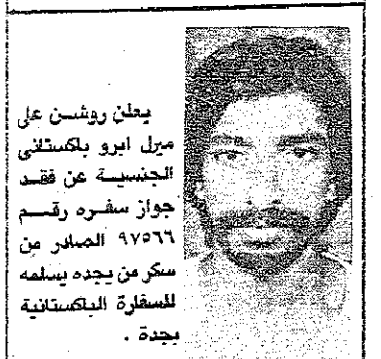 يعلن روشن على
ميرل ابرو باكستانى
الجنسية عن فقد
جواز سفره رقم
٩٧٥٦٦ الصادر من
سكر من يجده يسلمه
للسفارة الباكستانية
بجدة .